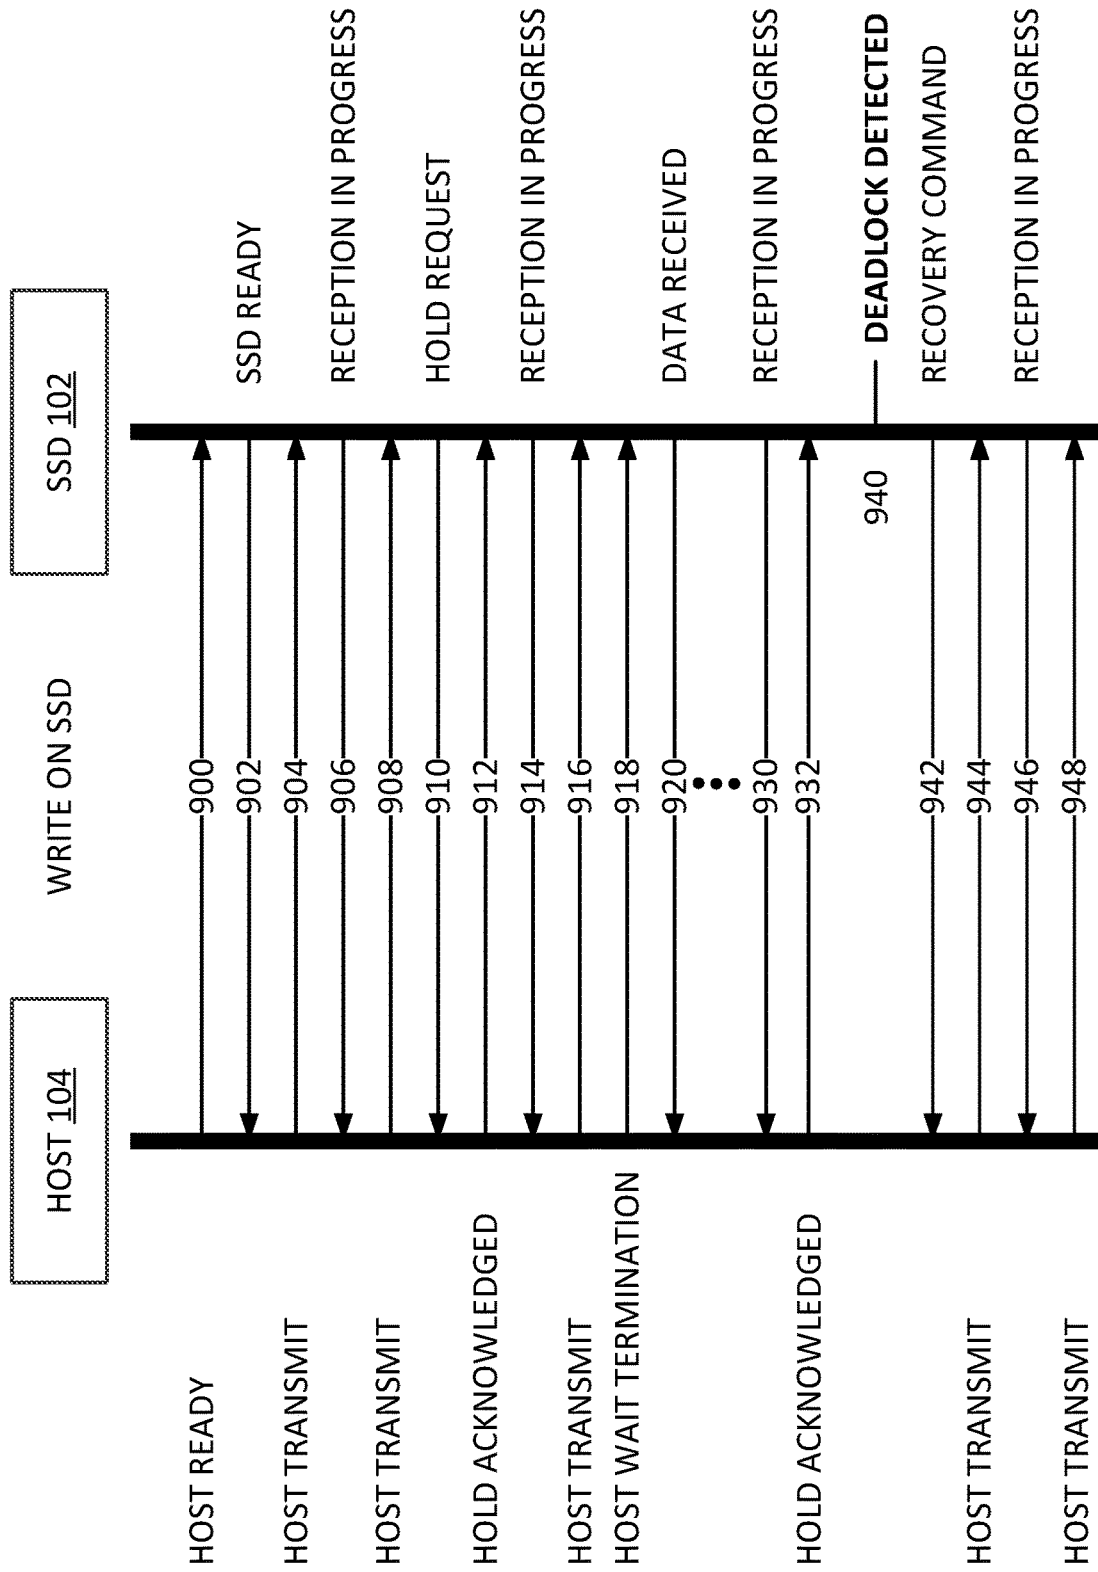 HOST 104
WRITE ON SSD
SSD 102
HOST READY
900
902
SSD READY
HOST TRANSMIT
904
906
RECEPTION IN PROGRESS
HOST TRANSMIT
908
910
HOLD REQUEST
HOLD ACKNOWLEDGED
912
914
RECEPTION IN PROGRESS
HOST TRANSMIT
916
HOST WAIT TERMINATION
918
920
DATA RECEIVED
930
RECEPTION IN PROGRESS
HOLD ACKNOWLEDGED
932
940
DEADLOCK DETECTED
942
RECOVERY COMMAND
HOST TRANSMIT
944
946
RECEPTION IN PROGRESS
HOST TRANSMIT
948